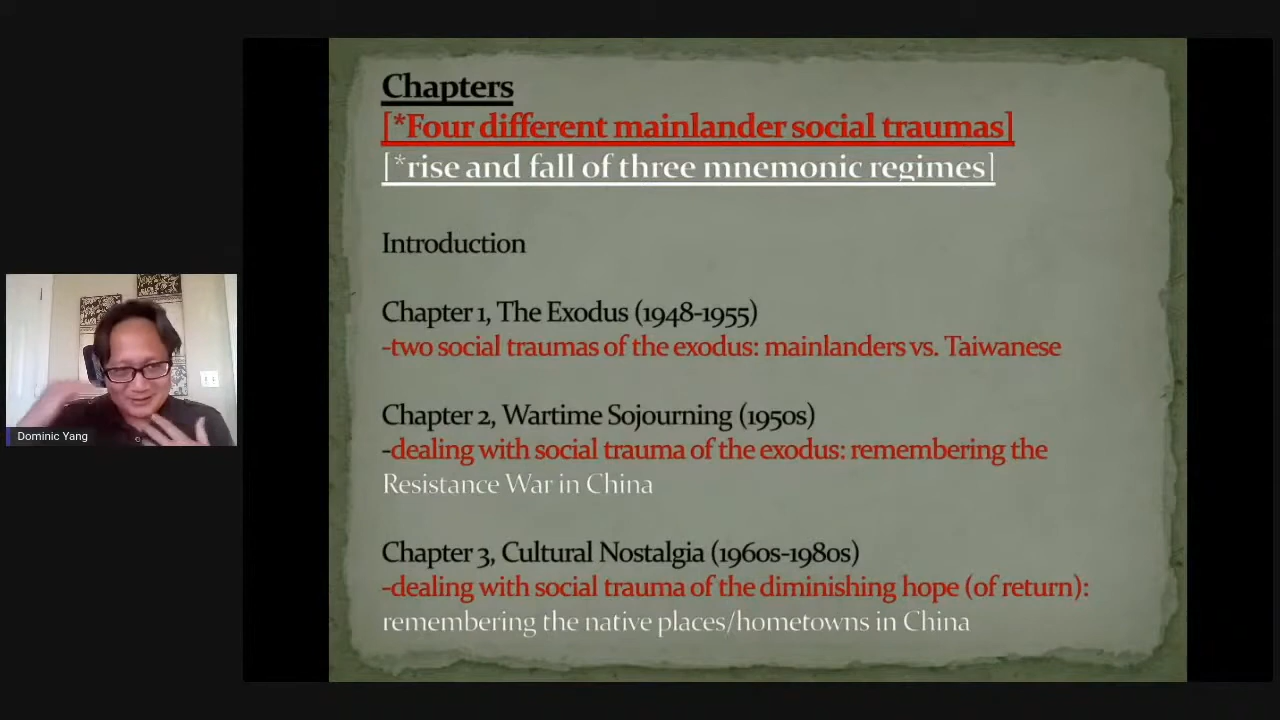 Chapters
[*Four different mainlander social traumas]
[*rise and fall of three mnemonic regimes]
Introduction
Chapter 1, The Exodus (1948-1955)
-two social traumas of the exodus: mainlanders vs. Taiwanese
Chapter 2, Wartime Sojourning (1950s)
-dealing with social trauma of the exodus: remembering the
Resistance War in China
Chapter 3, Cultural Nostalgia (1960s-1980s)
-dealing with social trauma of the diminishing hope (of return):
remembering the native places/hometowns in China
Dominic Yang